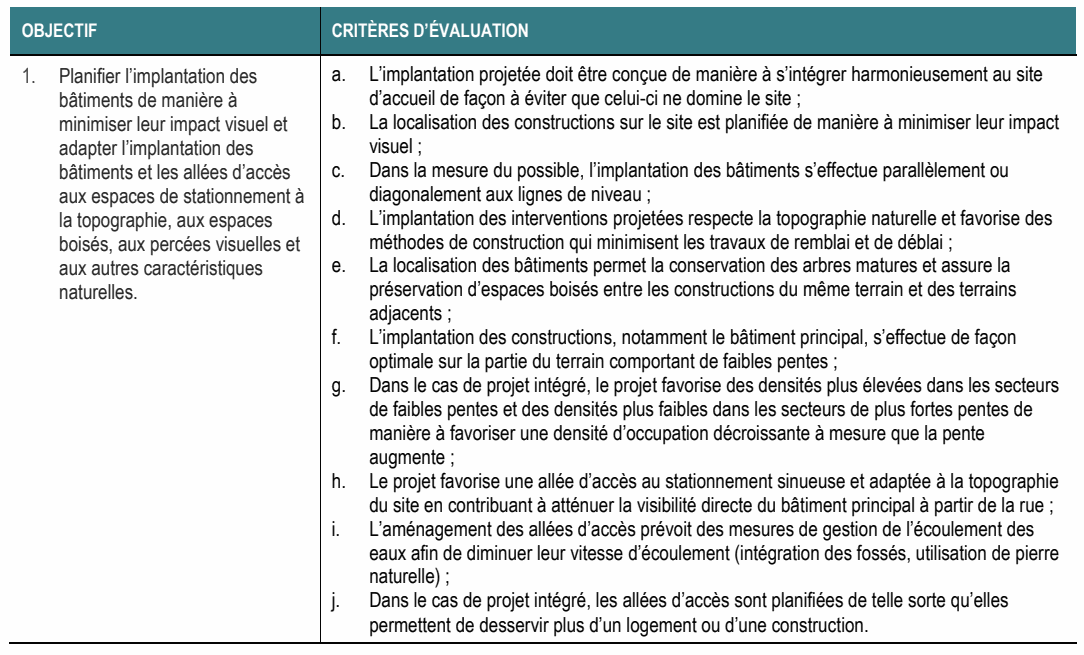 OBJECTIF
CRITÈRES D’ÉVALUATION
1. Planifier l’implantation des
bâtiments de manière à
minimiser leur impact visuel et
adapter l’implantation des
bâtiments et les allées d’accès
aux espaces de stationnement à
la topographie, aux espaces
boisés, aux percées visuelles et
aux autres caractéristiques
naturelles.
a. L’implantation projetée doit être conçue de manière à s’intégrer harmonieusement au site
d’accueil de façon à éviter que celui-ci ne domine le site ;
b. La localisation des constructions sur le site est planifiée de manière à minimiser leur impact
visuel ;
c. Dans la mesure du possible, l’implantation des bâtiments s’effectue parallèlement ou
diagonalement aux lignes de niveau ;
d. L’implantation des interventions projetées respecte la topographie naturelle et favorise des
méthodes de construction qui minimisent les travaux de remblai et de déblai ;
e. La localisation des bâtiments permet la conservation des arbres matures et assure la
préservation d’espaces boisés entre les constructions du même terrain et des terrains
adjacents ;
f. L’implantation des constructions, notamment le bâtiment principal, s’effectue de façon
optimale sur la partie du terrain comportant de faibles pentes ;
g. Dans le cas de projet intégré, le projet favorise des densités plus élevées dans les secteurs
de faibles pentes et des densités plus faibles dans les secteurs de plus fortes pentes de
manière à favoriser une densité d’occupation décroissante à mesure que la pente
augmente ;
h. Le projet favorise une allée d’accès au stationnement sinueuse et adaptée à la topographie
du site en contribuant à atténuer la visibilité directe du bâtiment principal à partir de la rue ;
i. L’aménagement des allées d’accès prévoit des mesures de gestion de l’écoulement des
eaux afin de diminuer leur vitesse d’écoulement (intégration des fossés, utilisation de pierre
naturelle) ;
j. Dans le cas de projet intégré, les allées d’accès sont planifiées de telle sorte qu’elles
permettent de desservir plus d’un logement ou d’une construction.